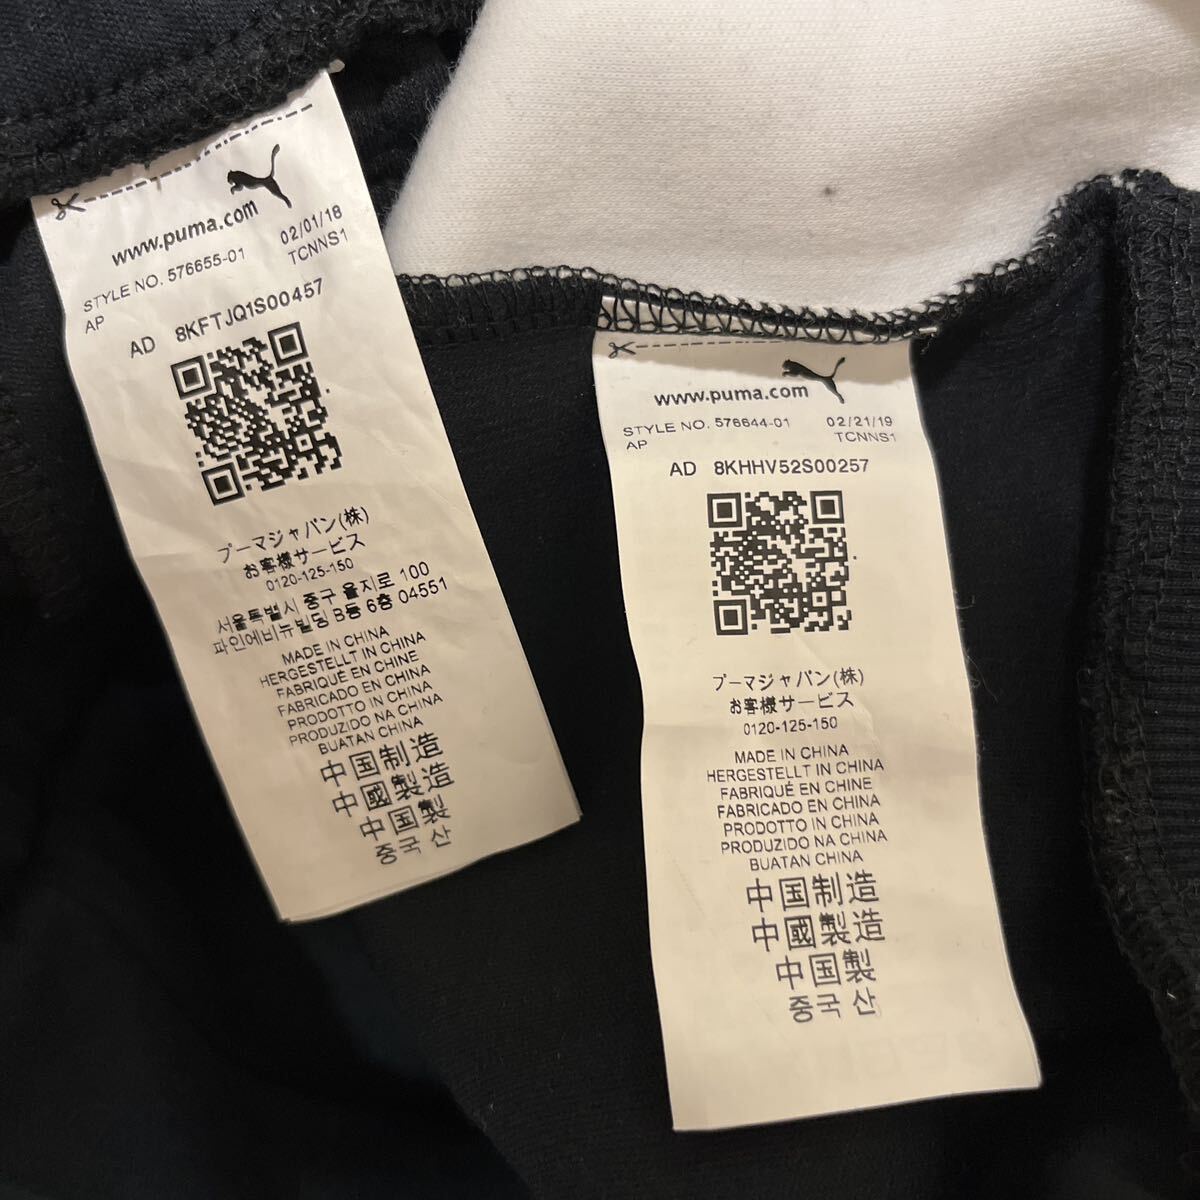 www.puma.com
STYLE NO. 576655-01 02/01/18
AP TCNNS1
AD 8KFTJQ1S00457
プーマジャパン(株)
お客様サービス
0120-125-150
서울특별시 중구 을지로 100
파인에비뉴빌딩 B동 6층 04551
MADE IN CHINA
HERGESTELLT IN CHINA
FABRIQUÉ EN CHINE
FABRICADO EN CHINA
PRODOTTO IN CHINA
PRODUZIDO NA CHINA
BUATAN CHINA
中国制造
中國製造
中国製
중국 산
www.puma.com
STYLE NO. 576644-01 02/21/19
AP TCNNS1
AD 8KHHV52S00257
プーマジャパン(株)
お客様サービス
0120-125-150
MADE IN CHINA
HERGESTELLT IN CHINA
FABRIQUÉ EN CHINE
FABRICADO EN CHINA
PRODOTTO IN CHINA
PRODUZIDO NA CHINA
BUATAN CHINA
中国制造
中國製造
中国製
중국 산